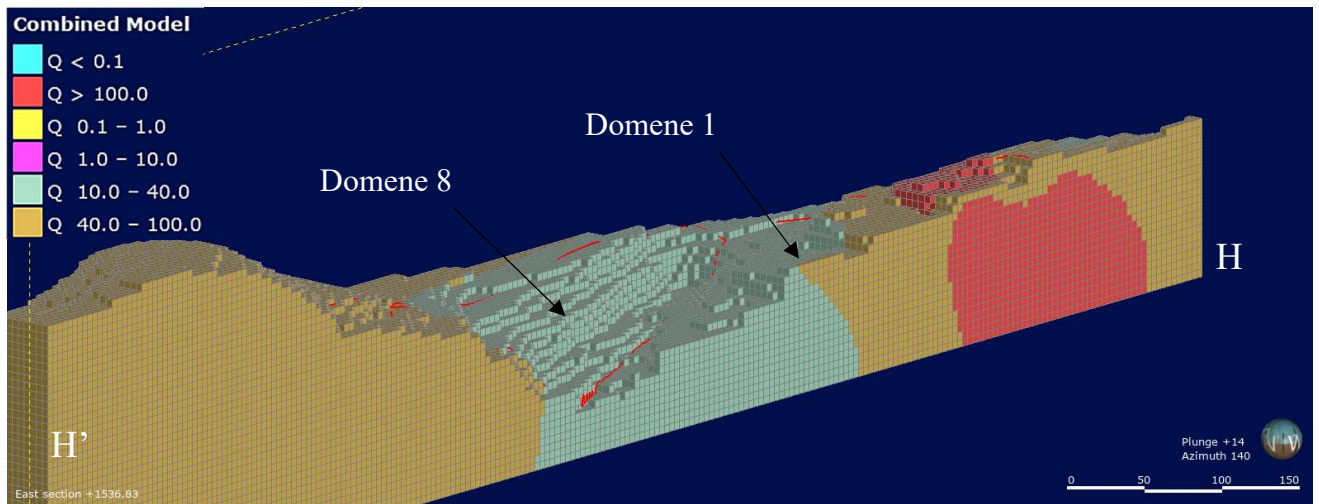 Combined Model
Q < 0.1
Q > 100.0
Q 0.1 – 1.0
Q 1.0 – 10.0
Q 10.0 – 40.0
Q 40.0 – 100.0
Domene 1
Domene 8
H
H'
Plunge +14
Azimuth 140
0 50 100 150
East section +1536.83